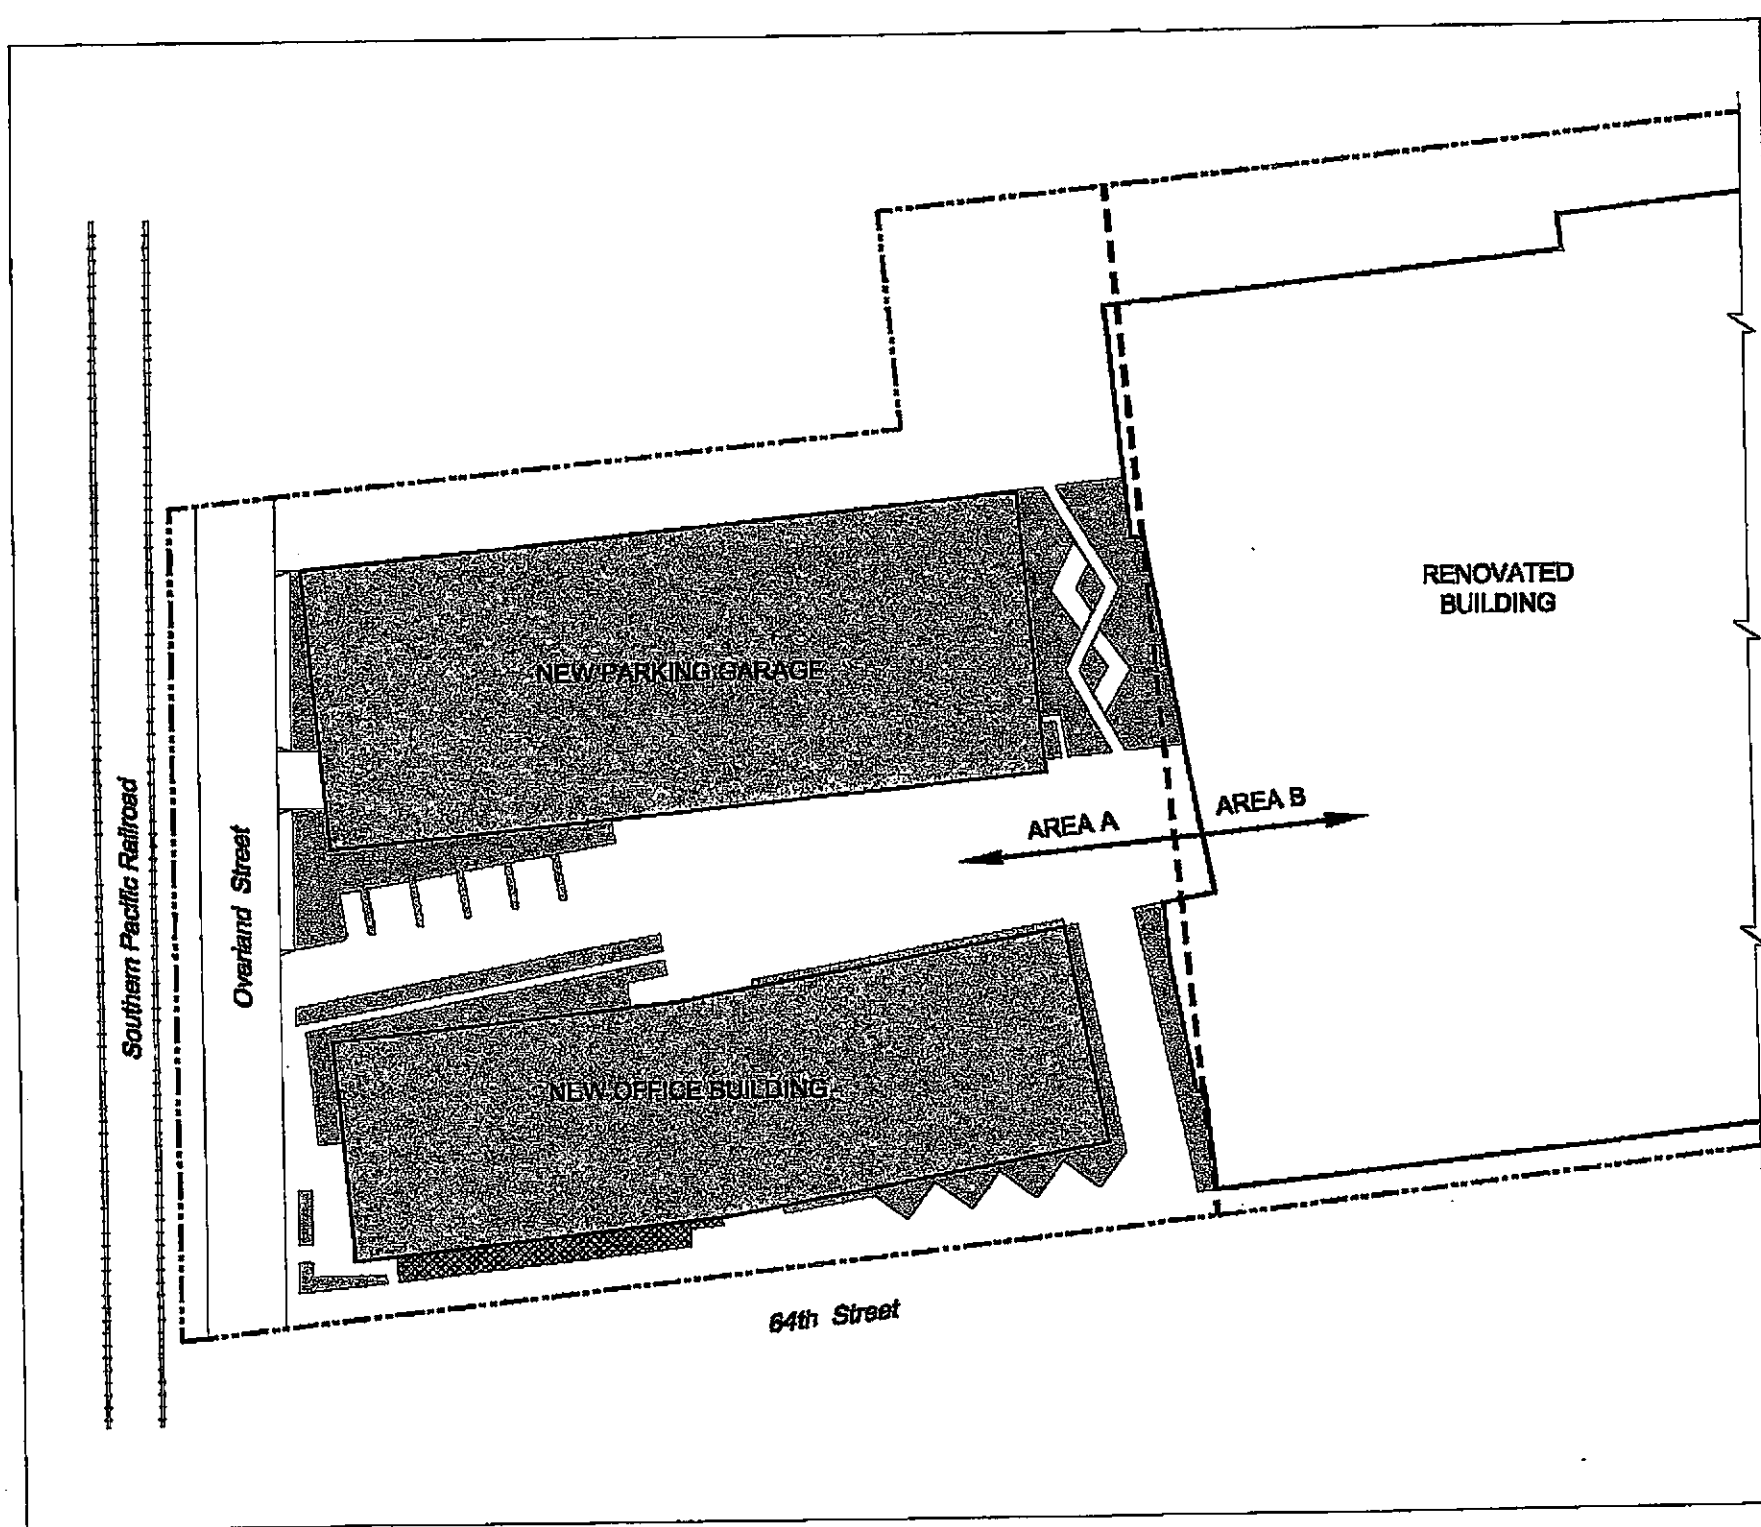 RENOVATED
BUILDING
NEW PARKING GARAGE
AREA A
AREA B
Southern Pacific Railroad
Overland Street
NEW OFFICE BUILDING
64th Street